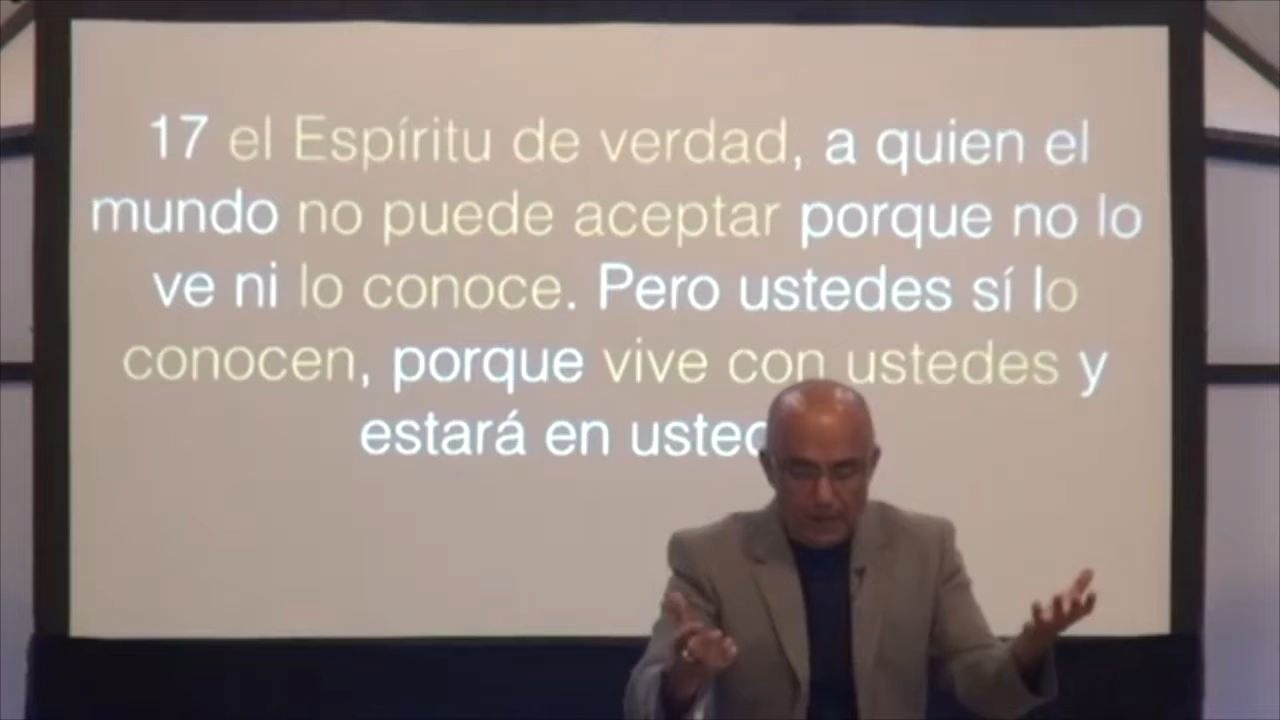 17 el Espíritu de verdad, a quien el
mundo no puede aceptar porque no lo
ve ni lo conoce. Pero ustedes sí lo
conocen, porque vive con ustedes y
estará en